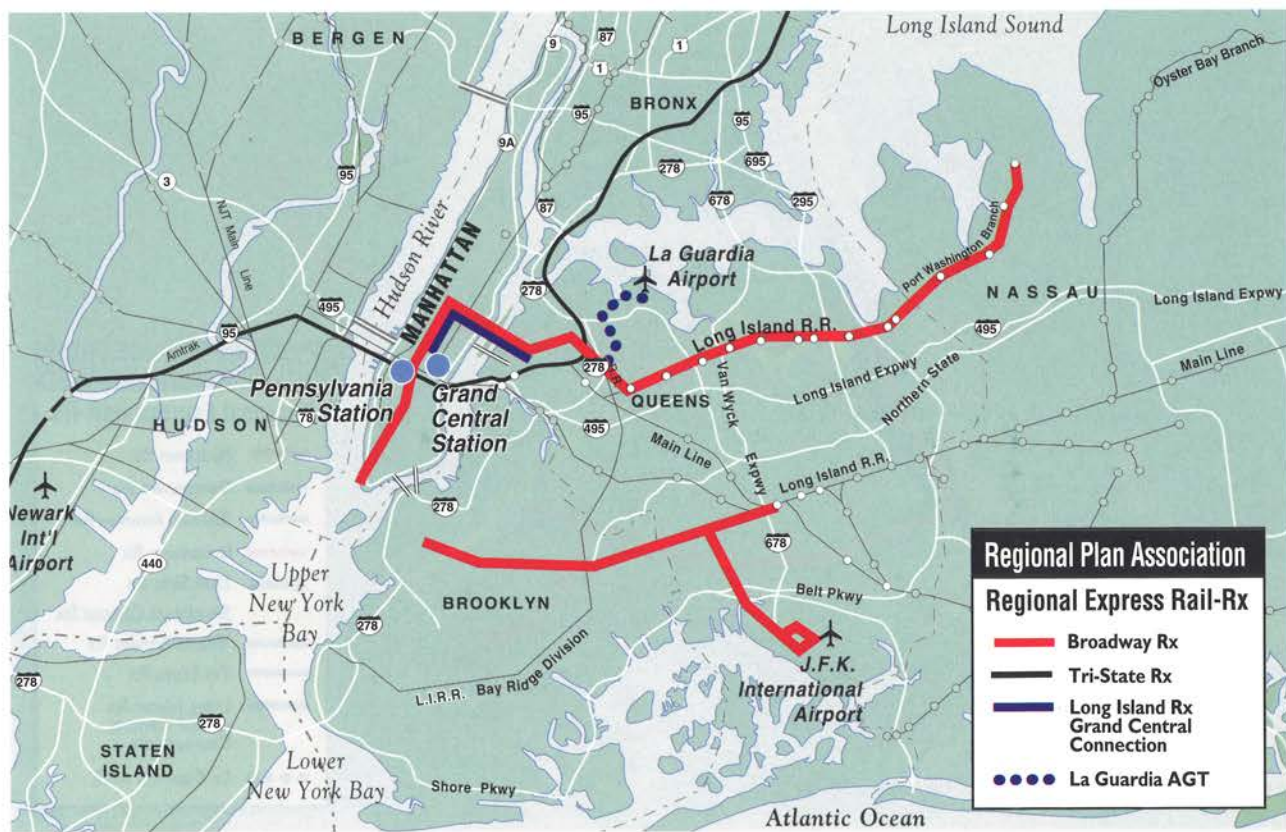 Long Island Sound
BERGEN
87
9
1
1
87
Oyster Bay Branch
95
BRONX
95
9A
95
3
695
278
NJT Main Line
678
295
87
Hudson River
MANHATTAN
La Guardia
Airport
278
Port Washington Branch
NASSAU
Long Island Expwy
495
495
95
Long Island R.R.
Amtrak
Main Line
278
Pennsylvania
Station
Grand
Central
Station
QUEENS
Van Wyck
Expwy
Long Island Expwy
Northern State
78
HUDSON
495
Main Line
Long Island R.R.
278
Newark
Int'l
Airport
678
440
Upper
New York
Bay
BROOKLYN
Belt Pkwy
278
L.I.R.R. Bay Ridge Division
J.F.K.
International
Airport
278
278
STATEN
ISLAND
Lower
New York Bay
Shore Pkwy
Atlantic Ocean
Regional Plan Association
Regional Express Rail-Rx
Broadway Rx
Tri-State Rx
Long Island Rx
Grand Central
Connection
La Guardia AGT